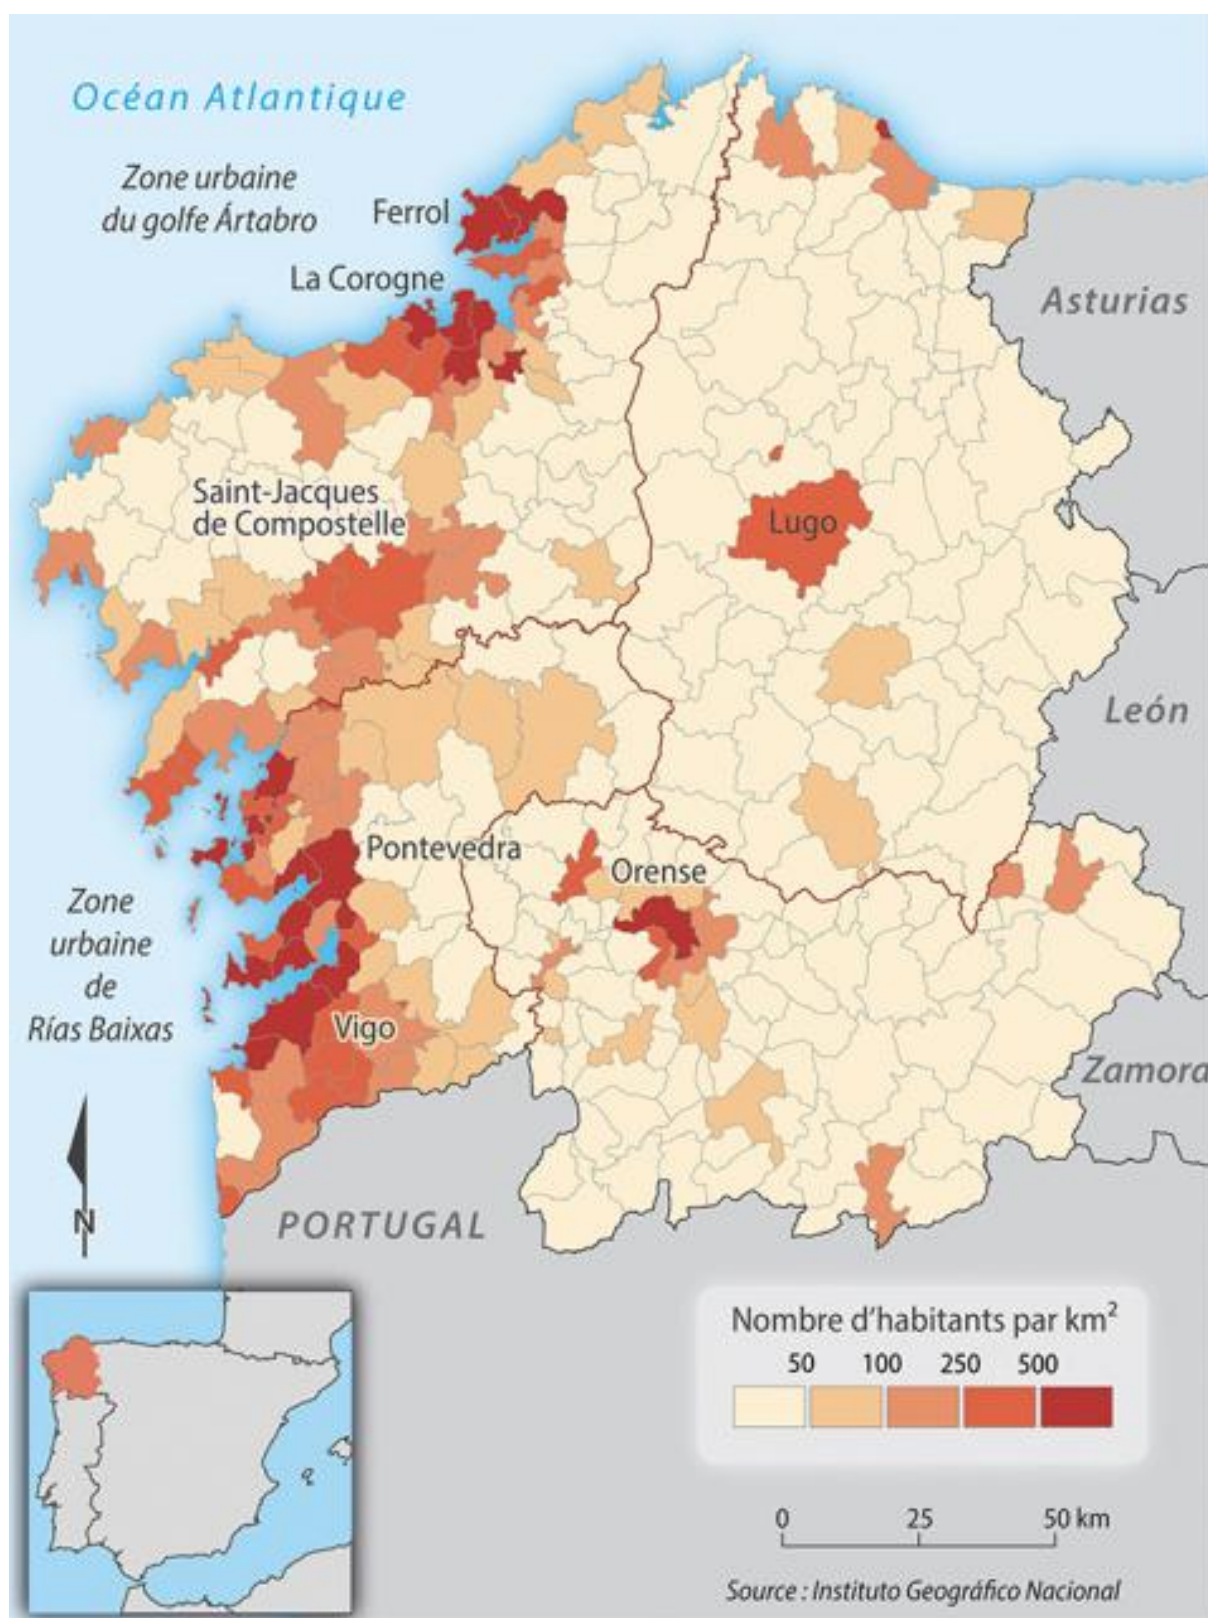 Océan Atlantique
Zone urbaine
du golfe Ártabro
Ferrol
La Corogne
Asturias
Saint-Jacques
de Compostelle
Lugo
León
Pontevedra
Orense
Zone
urbaine
de
Rías Baixas
Vigo
Zamora
N
PORTUGAL
Nombre d'habitants par km²
50 100 250 500
0 25 50 km
Source : Instituto Geográfico Nacional